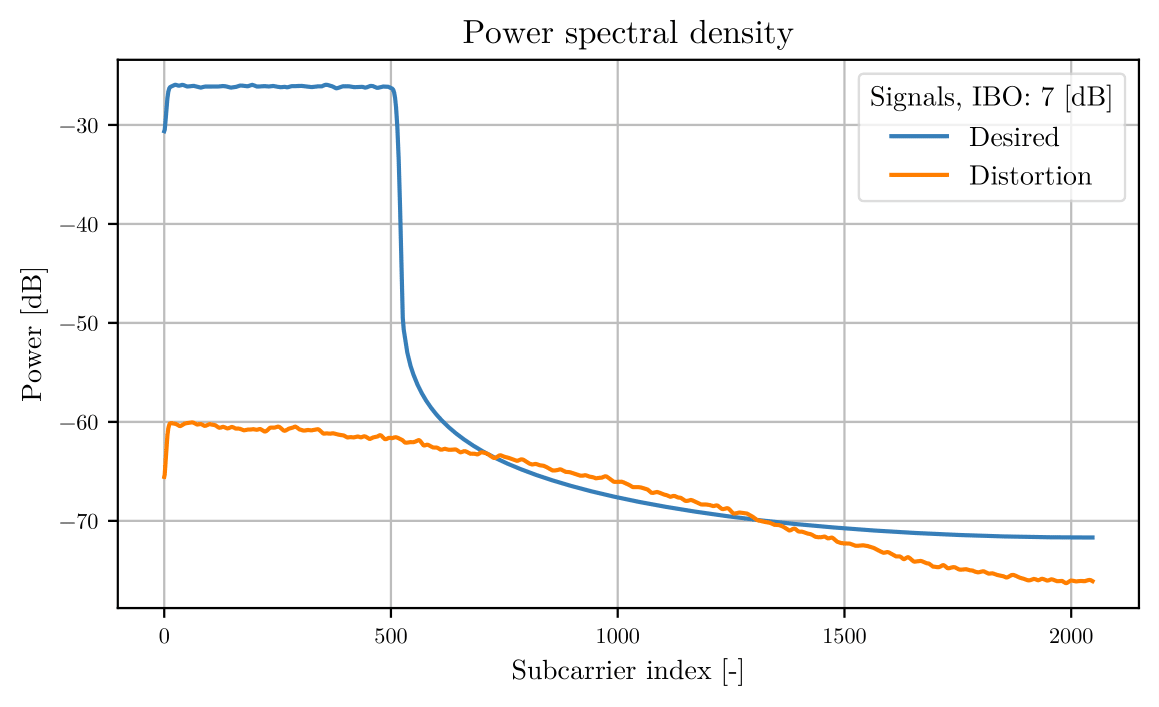 Power spectral density
Signals, IBO: 7 [dB]
Desired
Distortion
Power [dB]
−30
−40
−50
−60
−70
0
500
1000
1500
2000
Subcarrier index [-]